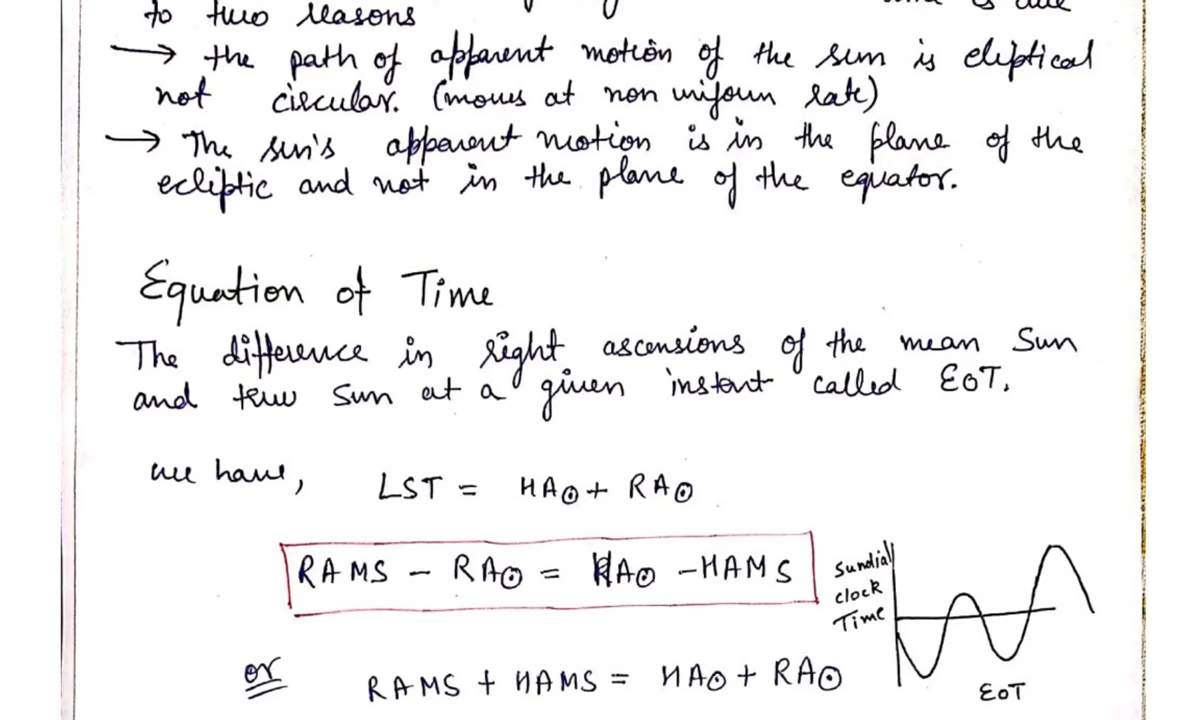 to two reasons
→ the path of apparent motion of the sun is eliptical
not circular. (moves at non uniform rate)
→ The sun's apparent motion is in the plane of the
ecliptic and not in the plane of the equator.
Equation of Time
The difference in right ascensions of the mean Sun
and true Sun at a given instant called EoT.
we have, LST = HA⊙ + RA⊙
RAMS - RA⊙ = HA⊙ - HAMS
Sundial
clock
Time
EoT
or RAMS + HAMS = HA⊙ + RA⊙